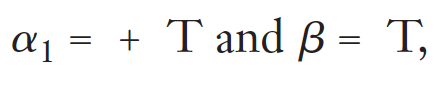 α₁ = + T and β = T,